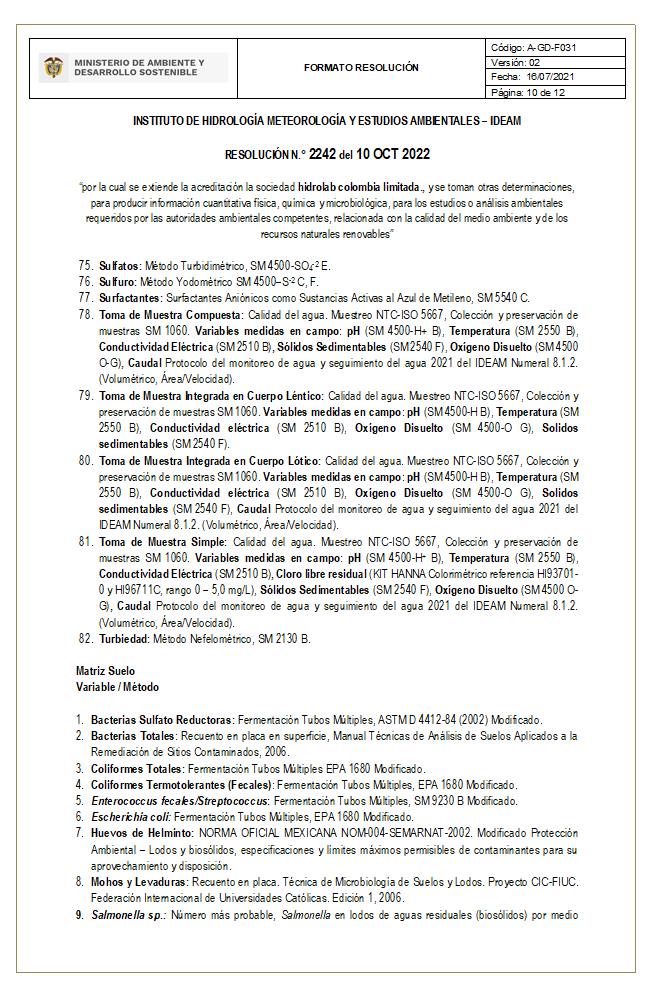 MINISTERIO DE AMBIENTE Y
DESARROLLO SOSTENIBLE
FORMATO RESOLUCIÓN
Código: A-GD-F031
Versión: 02
Fecha: 16/07/2021
Página: 10 de 12
INSTITUTO DE HIDROLOGÍA METEOROLOGÍA Y ESTUDIOS AMBIENTALES – IDEAM
RESOLUCIÓN N.° 2242 del 10 OCT 2022
“por la cual se extiende la acreditación la sociedad hidrolab colombia limitada., y se toman otras determinaciones,
para producir información cuantitativa física, química y microbiológica, para los estudios o análisis ambientales
requeridos por las autoridades ambientales competentes, relacionada con la calidad del medio ambiente y de los
recursos naturales renovables”
75. Sulfatos: Método Turbidimétrico, SM 4500-SO₄⁻² E.
76. Sulfuro: Método Yodométrico SM 4500–S⁻² C, F.
77. Surfactantes: Surfactantes Aniónicos como Sustancias Activas al Azul de Metileno, SM 5540 C.
78. Toma de Muestra Compuesta: Calidad del agua. Muestreo NTC-ISO 5667, Colección y preservación de
muestras SM 1060. Variables medidas en campo: pH (SM 4500-H+ B), Temperatura (SM 2550 B),
Conductividad Eléctrica (SM 2510 B), Sólidos Sedimentables (SM 2540 F), Oxígeno Disuelto (SM 4500
O-G), Caudal Protocolo del monitoreo de agua y seguimiento del agua 2021 del IDEAM Numeral 8.1.2.
(Volumétrico, Área/Velocidad).
79. Toma de Muestra Integrada en Cuerpo Léntico: Calidad del agua. Muestreo NTC-ISO 5667, Colección y
preservación de muestras SM 1060. Variables medidas en campo: pH (SM 4500-H B), Temperatura (SM
2550 B), Conductividad eléctrica (SM 2510 B), Oxígeno Disuelto (SM 4500-O G), Solidos
sedimentables (SM 2540 F).
80. Toma de Muestra Integrada en Cuerpo Lótico: Calidad del agua. Muestreo NTC-ISO 5667, Colección y
preservación de muestras SM 1060. Variables medidas en campo: pH (SM 4500-H B), Temperatura (SM
2550 B), Conductividad eléctrica (SM 2510 B), Oxígeno Disuelto (SM 4500-O G), Solidos
sedimentables (SM 2540 F), Caudal Protocolo del monitoreo de agua y seguimiento del agua 2021 del
IDEAM Numeral 8.1.2. (Volumétrico, Área/Velocidad).
81. Toma de Muestra Simple: Calidad del agua. Muestreo NTC-ISO 5667, Colección y preservación de
muestras SM 1060. Variables medidas en campo: pH (SM 4500-H⁺ B), Temperatura (SM 2550 B),
Conductividad Eléctrica (SM 2510 B), Cloro libre residual (KIT HANNA Colorimétrico referencia HI93701-
0 y HI96711C, rango 0 – 5,0 mg/L), Sólidos Sedimentables (SM 2540 F), Oxígeno Disuelto (SM 4500 O-
G), Caudal Protocolo del monitoreo de agua y seguimiento del agua 2021 del IDEAM Numeral 8.1.2.
(Volumétrico, Área/Velocidad).
82. Turbiedad: Método Nefelométrico, SM 2130 B.
Matriz Suelo
Variable / Método
1. Bacterias Sulfato Reductoras: Fermentación Tubos Múltiples, ASTM D 4412-84 (2002) Modificado.
2. Bacterias Totales: Recuento en placa en superficie, Manual Técnicas de Análisis de Suelos Aplicados a la
Remediación de Sitios Contaminados, 2006.
3. Coliformes Totales: Fermentación Tubos Múltiples EPA 1680 Modificado.
4. Coliformes Termotolerantes (Fecales): Fermentación Tubos Múltiples, EPA 1680 Modificado.
5. Enterococcus fecales/Streptococcus: Fermentación Tubos Múltiples, SM 9230 B Modificado.
6. Escherichia coli: Fermentación Tubos Múltiples, EPA 1680 Modificado.
7. Huevos de Helminto: NORMA OFICIAL MEXICANA NOM-004-SEMARNAT-2002. Modificado Protección
Ambiental – Lodos y biosólidos, especificaciones y límites máximos permisibles de contaminantes para su
aprovechamiento y disposición.
8. Mohos y Levaduras: Recuento en placa. Técnica de Microbiología de Suelos y Lodos. Proyecto CIC-FIUC.
Federación Internacional de Universidades Católicas. Edición 1, 2006.
9. Salmonella sp.: Número más probable, Salmonella en lodos de aguas residuales (biosólidos) por medio